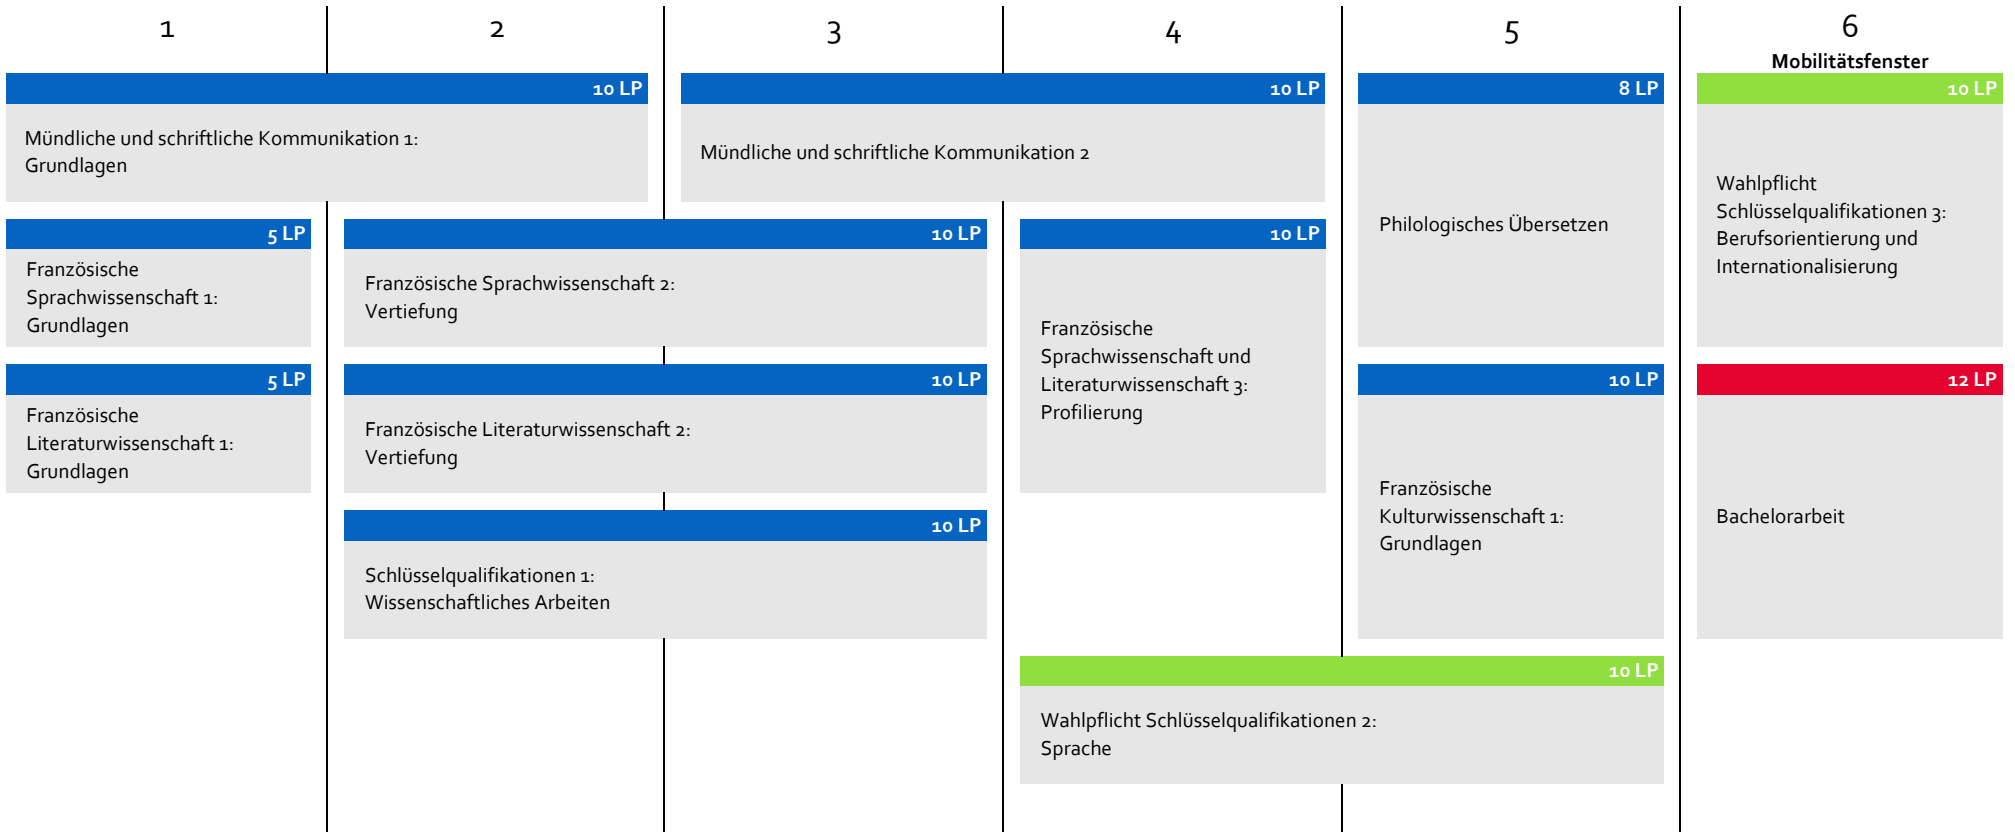 1
2
3
4
5
6
Mobilitätsfenster
10 LP
Mündliche und schriftliche Kommunikation 1:
Grundlagen
10 LP
Mündliche und schriftliche Kommunikation 2
8 LP
Philologisches Übersetzen
10 LP
Wahlpflicht
Schlüsselqualifikationen 3:
Berufsorientierung und
Internationalisierung
5 LP
Französische
Sprachwissenschaft 1:
Grundlagen
10 LP
Französische Sprachwissenschaft 2:
Vertiefung
10 LP
Französische
Sprachwissenschaft und
Literaturwissenschaft 3:
Profilierung
5 LP
Französische
Literaturwissenschaft 1:
Grundlagen
10 LP
Französische Literaturwissenschaft 2:
Vertiefung
10 LP
Französische
Kulturwissenschaft 1:
Grundlagen
12 LP
Bachelorarbeit
10 LP
Schlüsselqualifikationen 1:
Wissenschaftliches Arbeiten
10 LP
Wahlpflicht Schlüsselqualifikationen 2:
Sprache